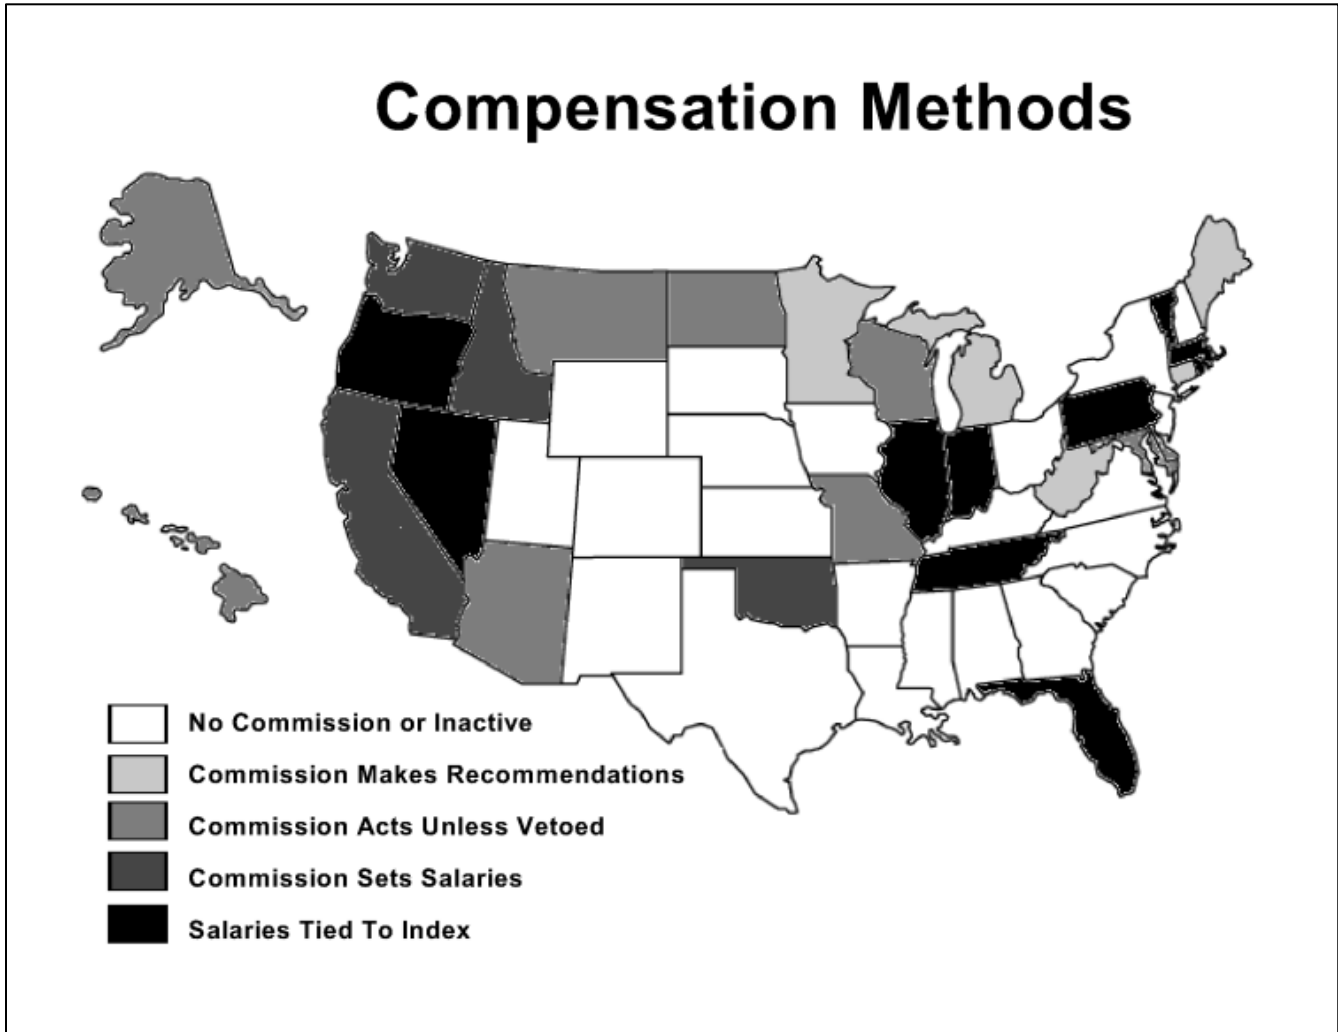 Compensation Methods
No Commission or Inactive
Commission Makes Recommendations
Commission Acts Unless Vetoed
Commission Sets Salaries
Salaries Tied To Index